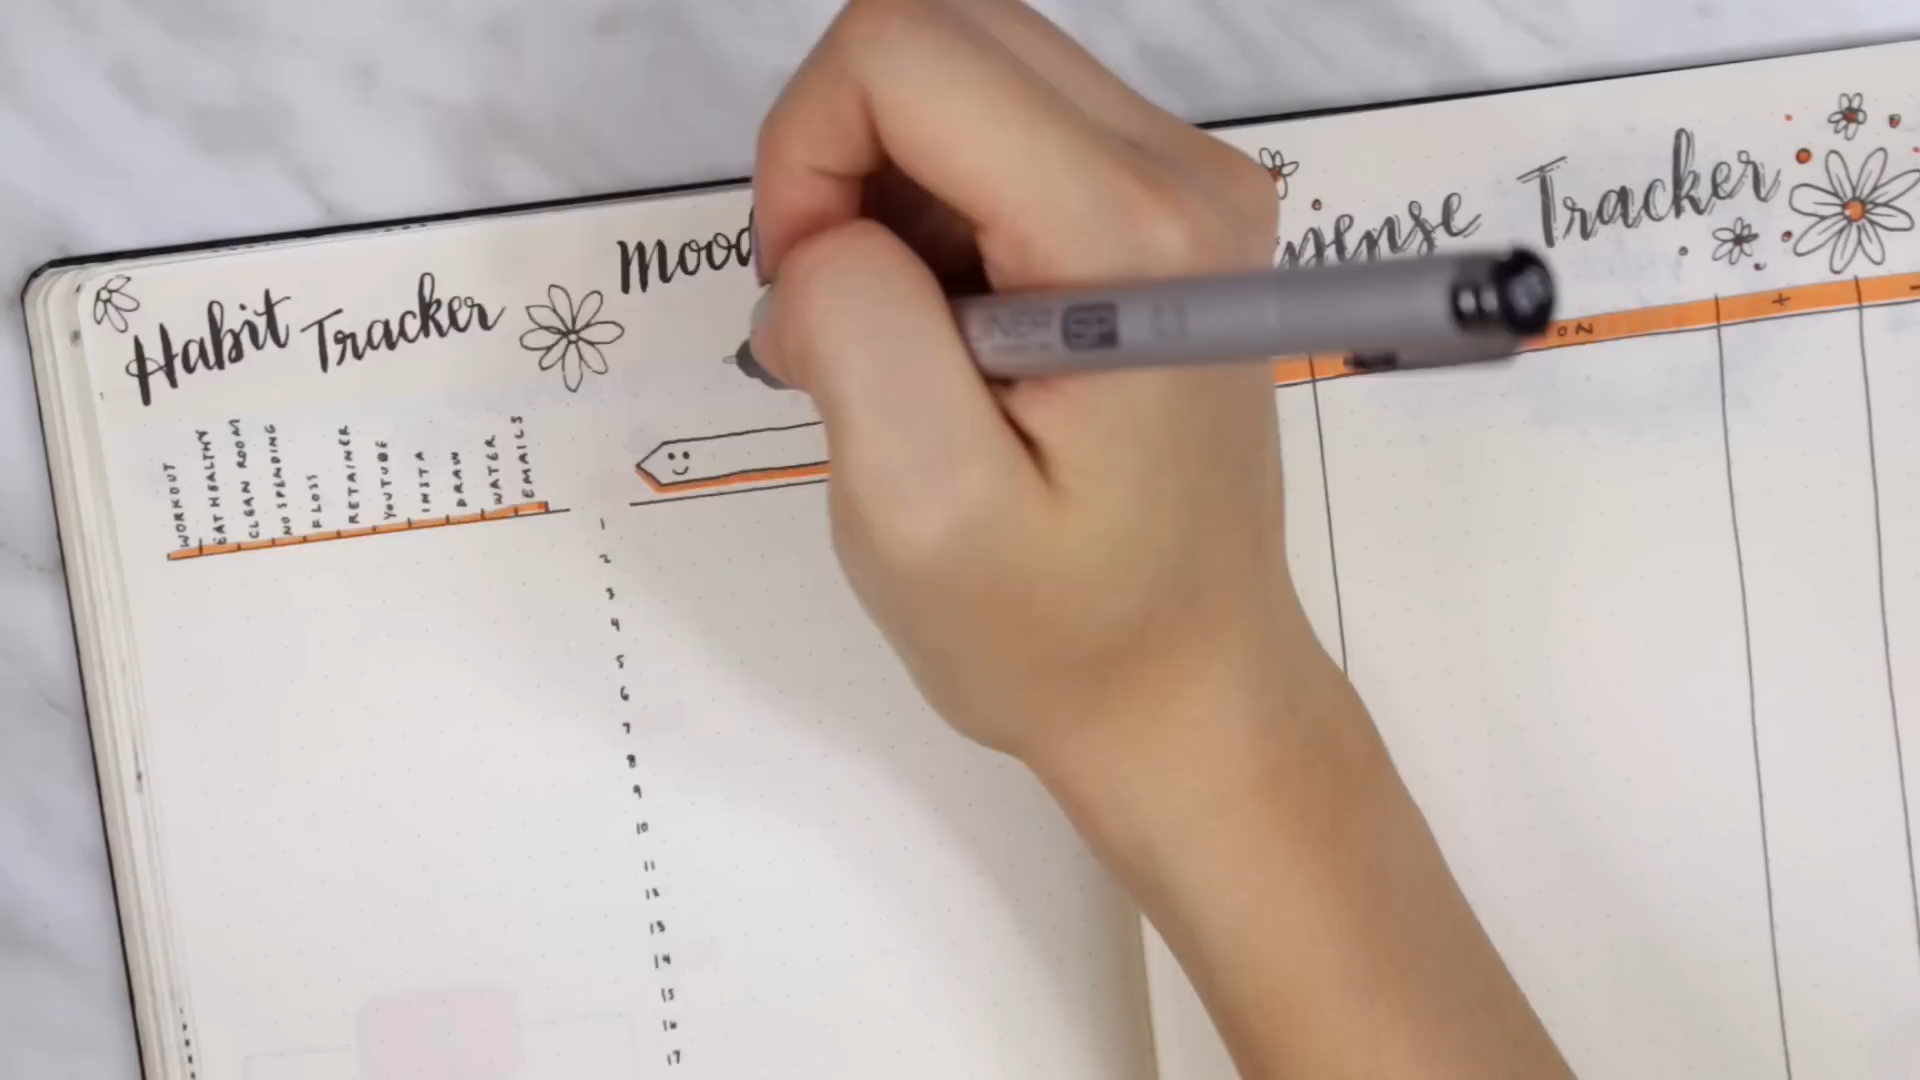 Habit Tracker
Mood
Tracker
WORKOUT
EAT HEALTHY
CLEAN ROOM
NO SPENDING
FLOSS
RETAINER
YOUTUBE
INSTA
DRAW
WATER
EMAILS
+
-
ON
1
2
3
4
5
6
7
8
9
10
11
12
13
14
15
16
17